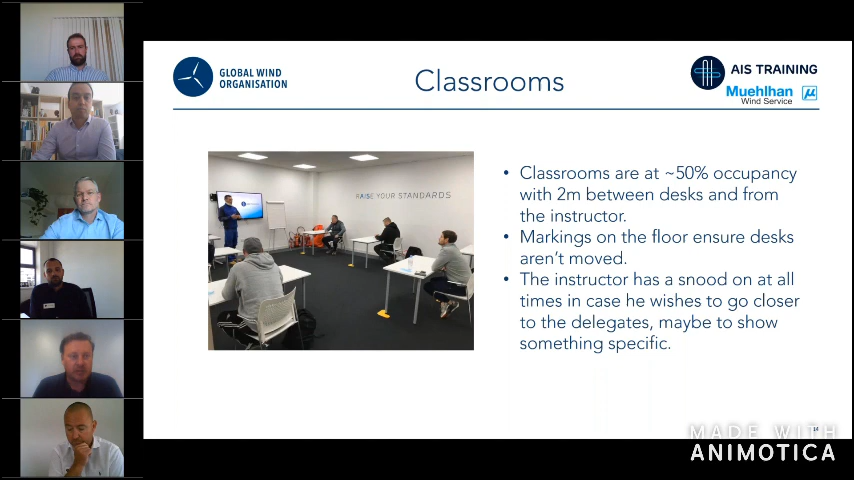 GLOBAL WIND
ORGANISATION
Classrooms
AIS TRAINING
Muehlhan
Wind Service
RAISE YOUR STANDARDS
• Classrooms are at ~50% occupancy
with 2m between desks and from
the instructor.
• Markings on the floor ensure desks
aren't moved.
• The instructor has a snood on at all
times in case he wishes to go closer
to the delegates, maybe to show
something specific.
14
MADE WITH
ANIMOTICA